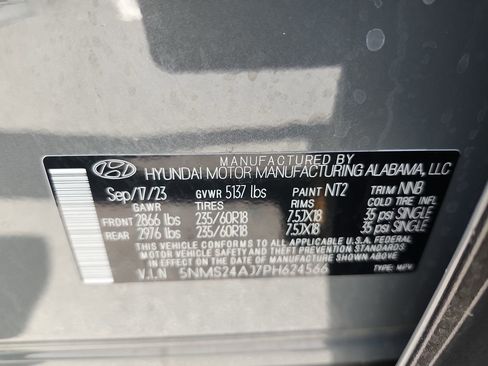 MANUFACTURED BY
HYUNDAI MOTOR MANUFACTURING ALABAMA, LLC
Sep/17/23 GVWR 5137 lbs PAINT NT2 TRIM NNB
GAWR TIRES RIMS COLD TIRE INFL
FRONT 2866 lbs 235/60R18 7.5JX18 35 psi SINGLE
REAR 2976 lbs 235/60R18 7.5JX18 35 psi SINGLE
THIS VEHICLE CONFORMS TO ALL APPLICABLE U.S.A. FEDERAL
MOTOR VEHICLE SAFETY AND THEFT PREVENTION STANDARDS
IN EFFECT ON THE DATE OF MANUFACTURE SHOWN ABOVE.
V.I.N 5NMS24AJ7PH624566 TYPE: MPV